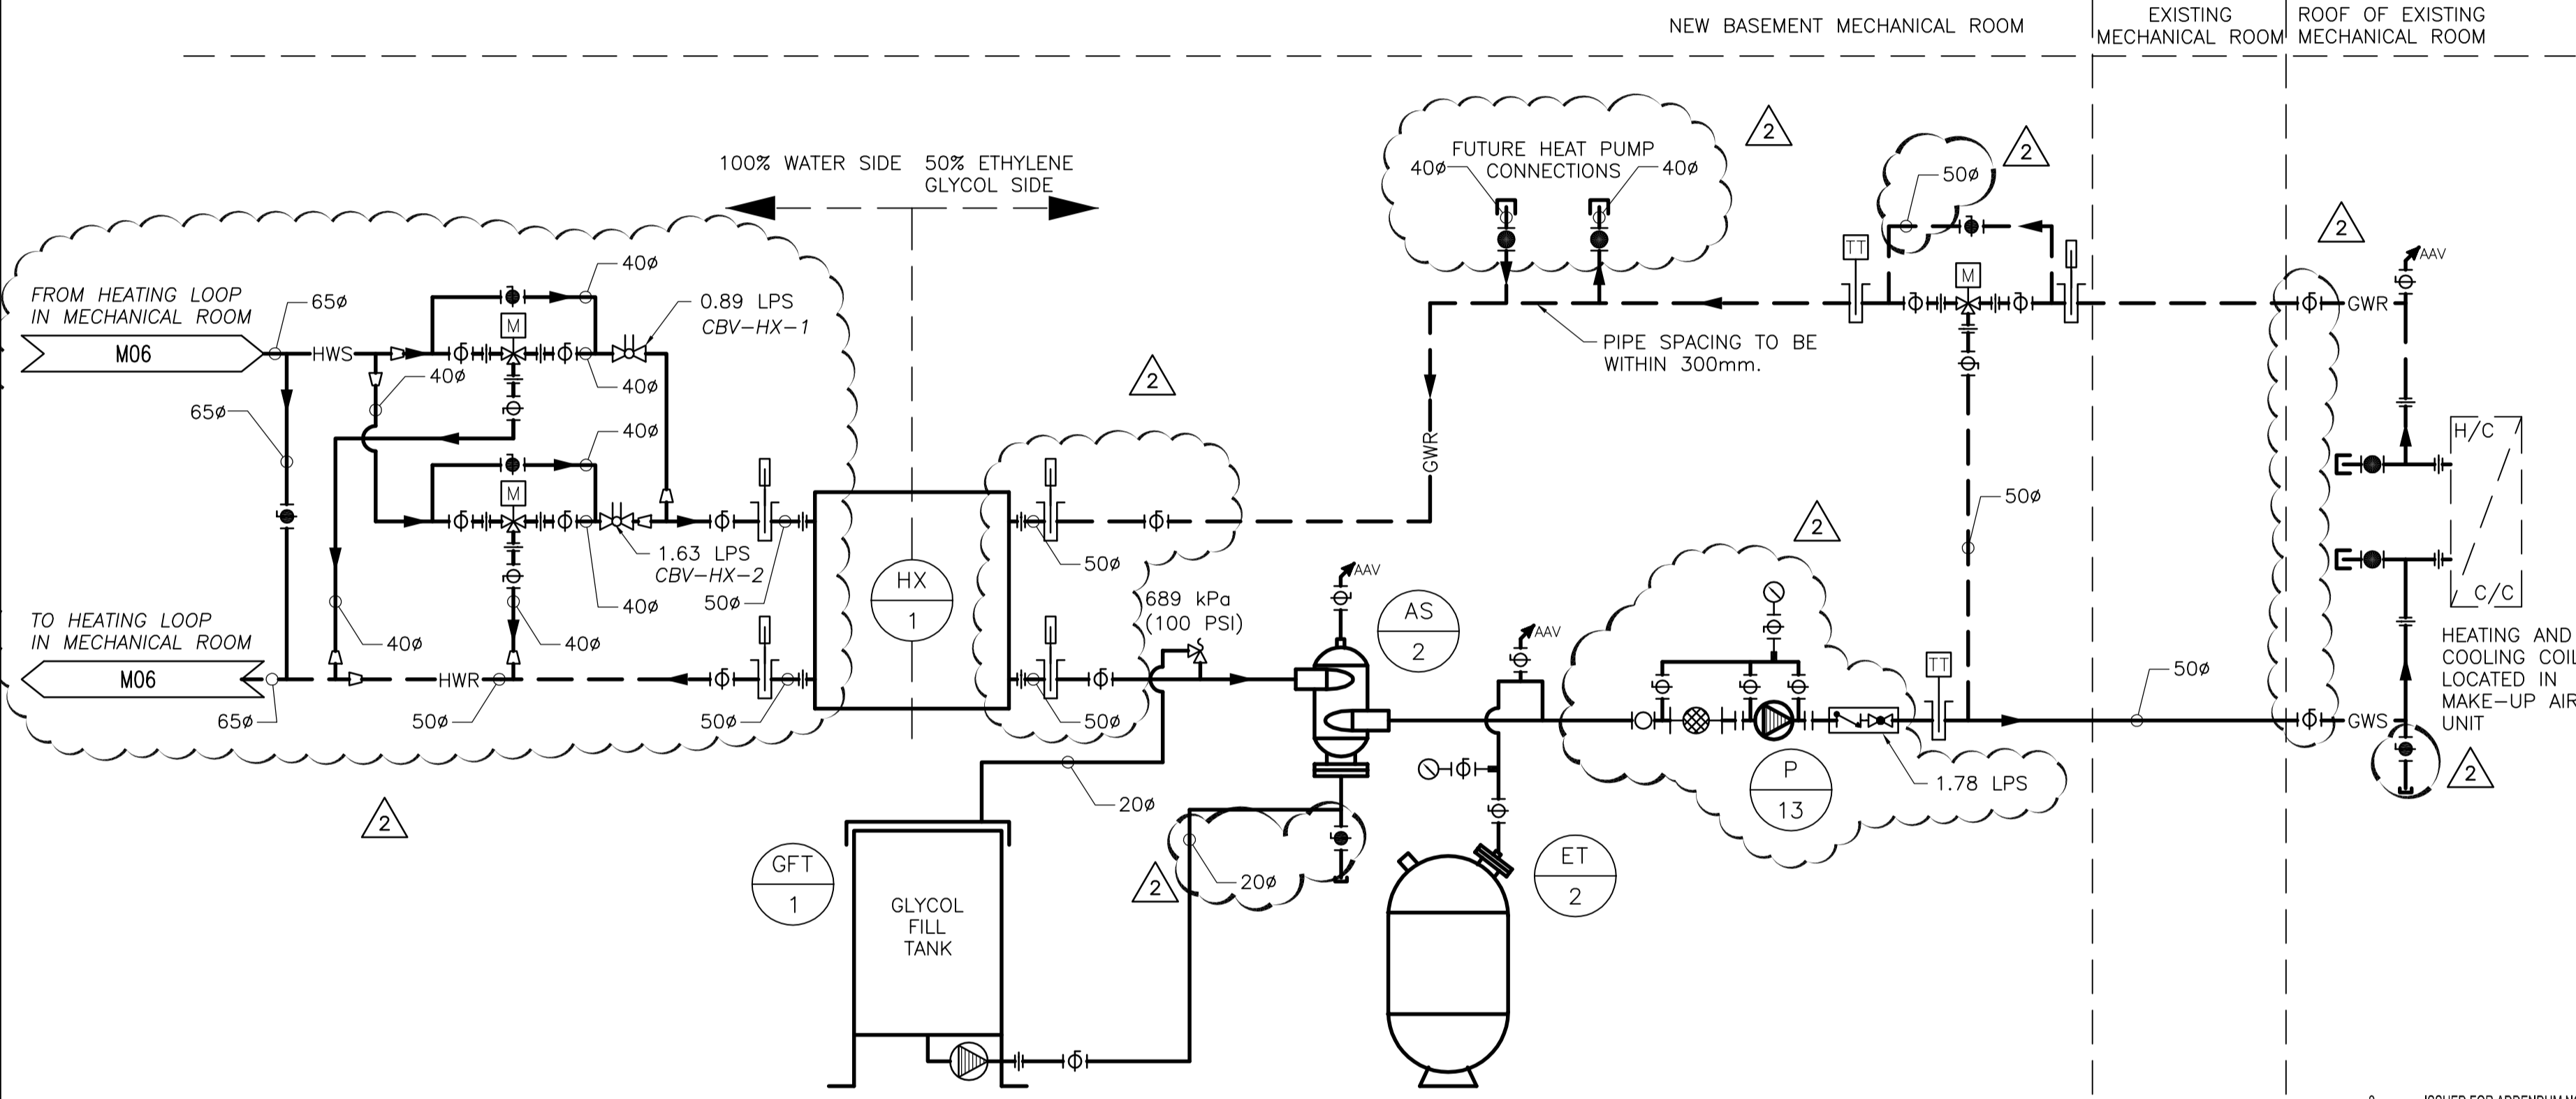 NEW BASEMENT MECHANICAL ROOM
EXISTING
MECHANICAL ROOM
ROOF OF EXISTING
MECHANICAL ROOM
100% WATER SIDE
50% ETHYLENE
GLYCOL SIDE
FUTURE HEAT PUMP
CONNECTIONS
40ø
40ø
2
2
50ø
2
TT
M
AAV
GWR
FROM HEATING LOOP
IN MECHANICAL ROOM
M06
65ø
HWS
40ø
0.89 LPS
CBV-HX-1
M
40ø
40ø
65ø
40ø
M
1.63 LPS
CBV-HX-2
40ø
50ø
40ø
40ø
TO HEATING LOOP
IN MECHANICAL ROOM
M06
65ø
HWR
50ø
50ø
2
HX
1
2
50ø
50ø
689 kPa
(100 PSI)
PIPE SPACING TO BE
WITHIN 300mm.
GWR
AAV
AS
2
AAV
2
TT
50ø
50ø
P
13
1.78 LPS
GWS
H/C
C/C
HEATING AND
COOLING COIL
LOCATED IN
MAKE-UP AIR
UNIT
2
20ø
GFT
1
GLYCOL
FILL
TANK
2
20ø
ET
2